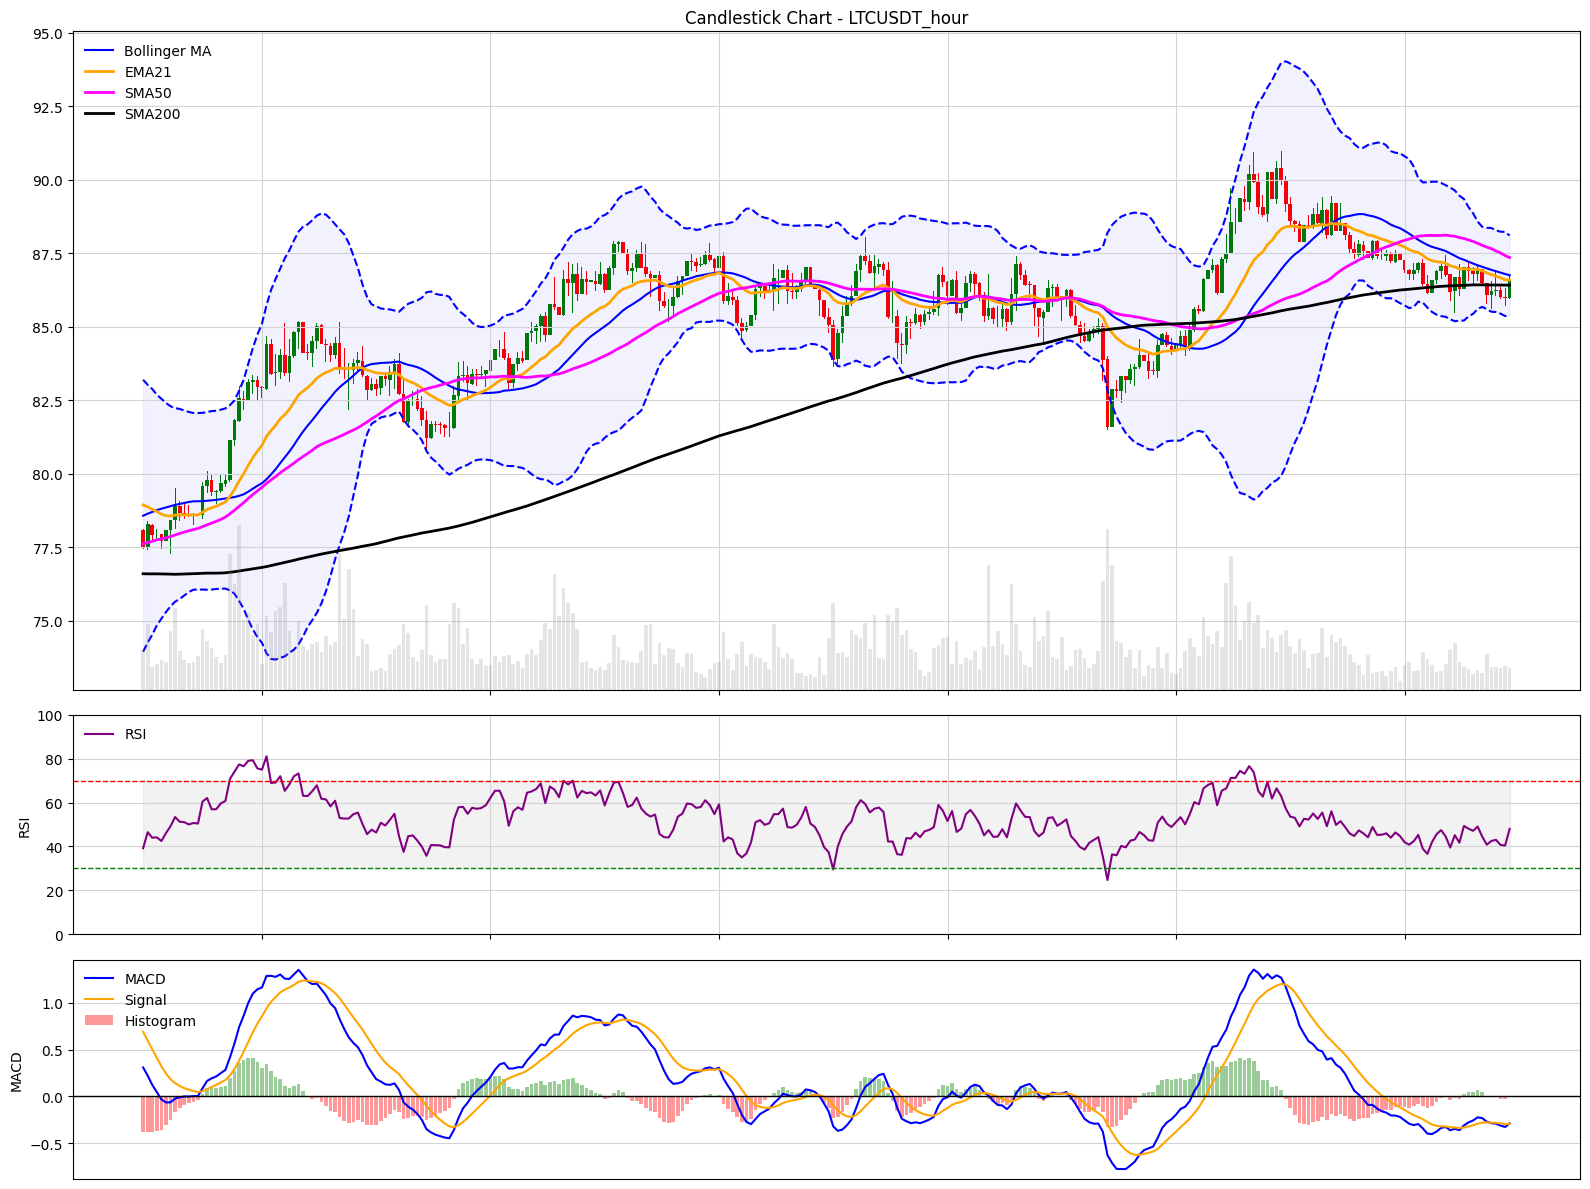 Candlestick Chart - LTCUSDT_hour
Bollinger MA
EMA21
SMA50
SMA200
95.0
92.5
90.0
87.5
85.0
82.5
80.0
77.5
75.0
RSI
100
80
60
40
20
0
RSI
MACD
Signal
Histogram
1.0
0.5
0.0
−0.5
MACD